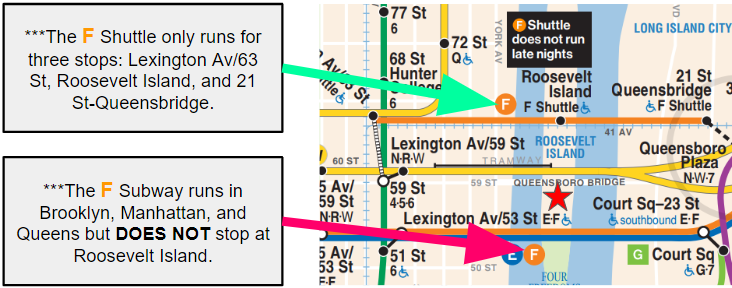 ***The F Shuttle only runs for
three stops: Lexington Av/63
St, Roosevelt Island, and 21
St-Queensbridge.
***The F Subway runs in
Brooklyn, Manhattan, and
Queens but DOES NOT stop at
Roosevelt Island.
77 St
6
72 St
Q
YORK AV
F Shuttle
does not run
late nights
LONG ISLAND CITY
VD
68 St
Hunter
College
6
Av/63 St
F
Roosevelt
Island
F Shuttle
21 St
Queensbridge
F Shuttle
41 AV
Lexington Av/59 St
N·R·W
ROOSEVELT
ISLAND
Queensboro
Plaza
N·W·7
60 ST
TRAMWAY
5 Av/
59 St
N·R·W
59 St
4·5·6
59 ST
QUEENSBORO BRIDGE
Lexington Av/53 St
E·F
Court Sq–23 St
southbound E·F
5 Av/
53 St
E·F
51 St
6
50 ST
E F
FOUR
G
Court Sq
G·7